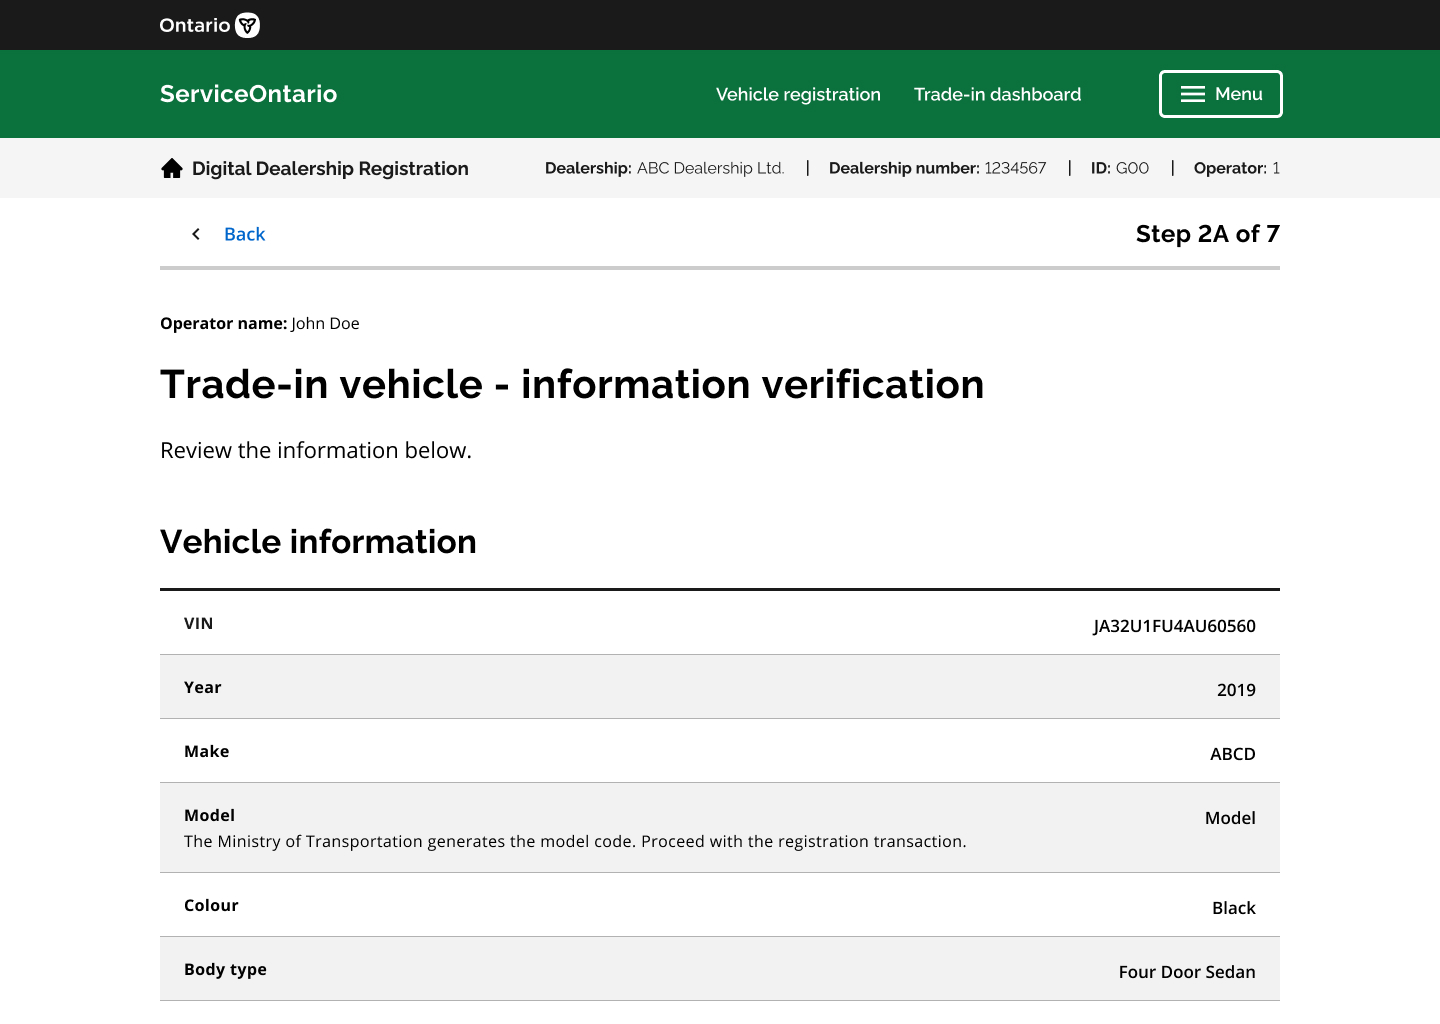 Ontario
ServiceOntario
Vehicle registration
Trade-in dashboard
Menu
Digital Dealership Registration
Dealership: ABC Dealership Ltd. | Dealership number: 1234567 | ID: G00 | Operator: 1
Back
Step 2A of 7
Operator name: John Doe
Trade-in vehicle - information verification
Review the information below.
Vehicle information
VIN
JA32U1FU4AU60560
Year
2019
Make
ABCD
Model
Model
The Ministry of Transportation generates the model code. Proceed with the registration transaction.
Colour
Black
Body type
Four Door Sedan